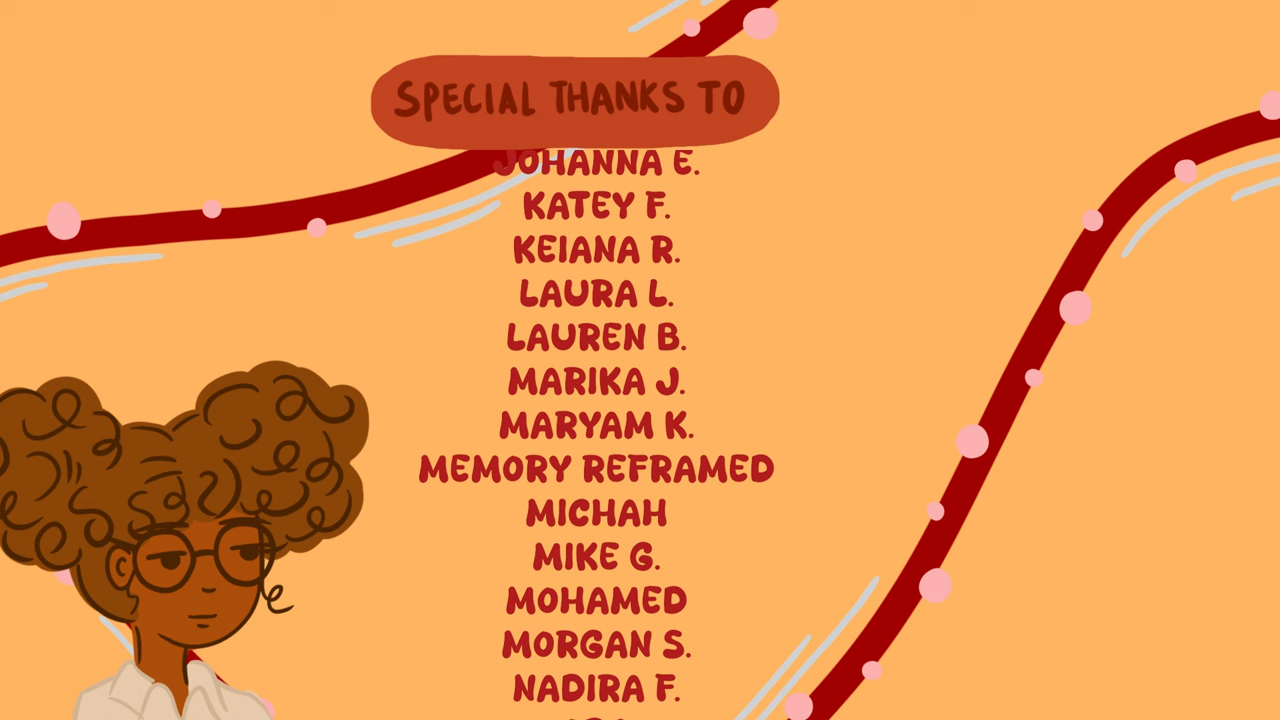 SPECIAL THANKS TO
JOHANNA E.
KATEY F.
KEIANA R.
LAURA L.
LAUREN B.
MARIKA J.
MARYAM K.
MEMORY REFRAMED
MICHAH
MIKE G.
MOHAMED
MORGAN S.
NADIRA F.